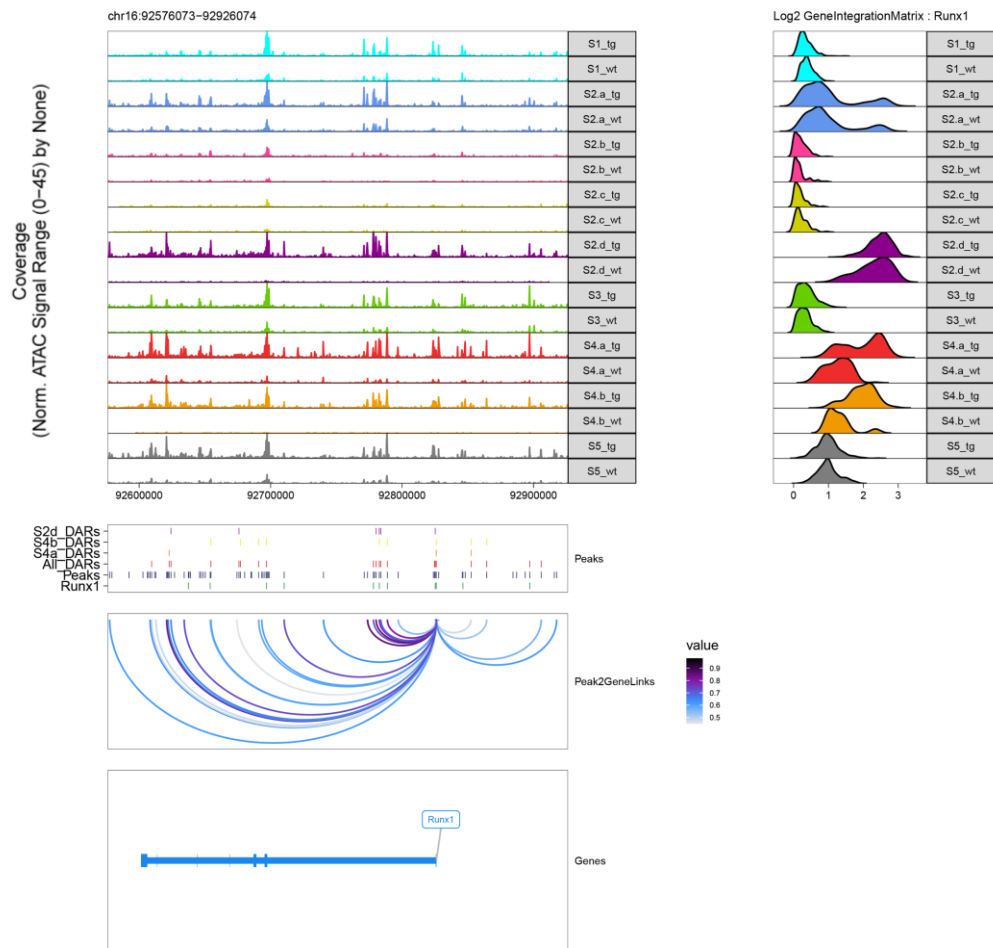 chr16:92576073−92926074
Coverage
(Norm. ATAC Signal Range (0−45) by None)
S1_tg
S1_wt
S2.a_tg
S2.a_wt
S2.b_tg
S2.b_wt
S2.c_tg
S2.c_wt
S2.d_tg
S2.d_wt
S3_tg
S3_wt
S4.a_tg
S4.a_wt
S4.b_tg
S4.b_wt
S5_tg
S5_wt
92600000 92700000 92800000 92900000
Log2 GeneIntegrationMatrix : Runx1
S1_tg
S1_wt
S2.a_tg
S2.a_wt
S2.b_tg
S2.b_wt
S2.c_tg
S2.c_wt
S2.d_tg
S2.d_wt
S3_tg
S3_wt
S4.a_tg
S4.a_wt
S4.b_tg
S4.b_wt
S5_tg
S5_wt
0 1 2 3
S2d_DARs
S4b_DARs
S4a_DARs
All_DARs
Peaks
Runx1
Peaks
Peak2GeneLinks
value
0.9
0.8
0.7
0.6
0.5
Runx1
Genes